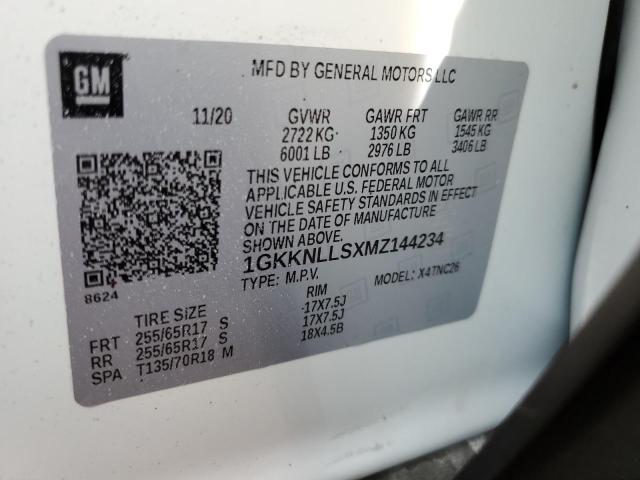 GM
MFD BY GENERAL MOTORS LLC
11/20 GVWR GAWR FRT GAWR RR
2722 KG 1350 KG 1545 KG
6001 LB 2976 LB 3406 LB
THIS VEHICLE CONFORMS TO ALL
APPLICABLE U.S. FEDERAL MOTOR
VEHICLE SAFETY STANDARDS IN EFFECT
ON THE DATE OF MANUFACTURE
SHOWN ABOVE.
1GKKNLLSXMZ144234
8624
TYPE: M.P.V. MODEL: X4TNC26
TIRE SIZE RIM
FRT 255/65R17 S 17X7.5J
RR 255/65R17 S 17X7.5J
SPA T135/70R18 M 18X4.5B